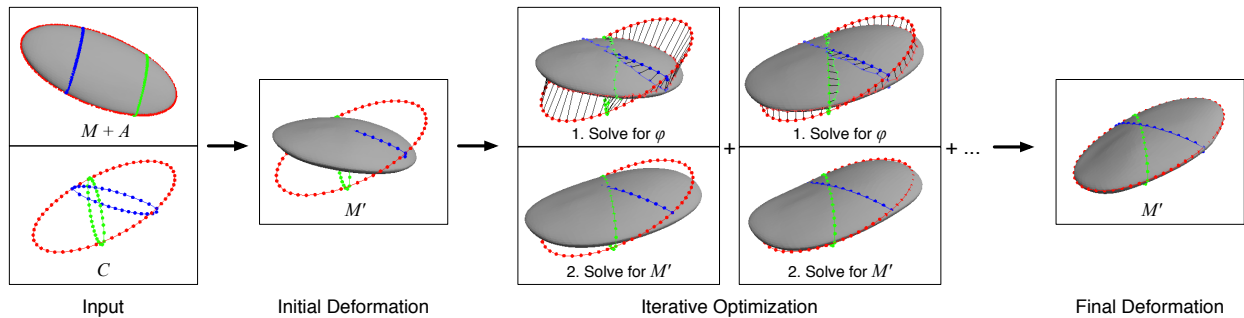 M + A
C
Input
M′
Initial Deformation
1. Solve for φ
2. Solve for M′
+
1. Solve for φ
2. Solve for M′
+ ...
Iterative Optimization
M′
Final Deformation